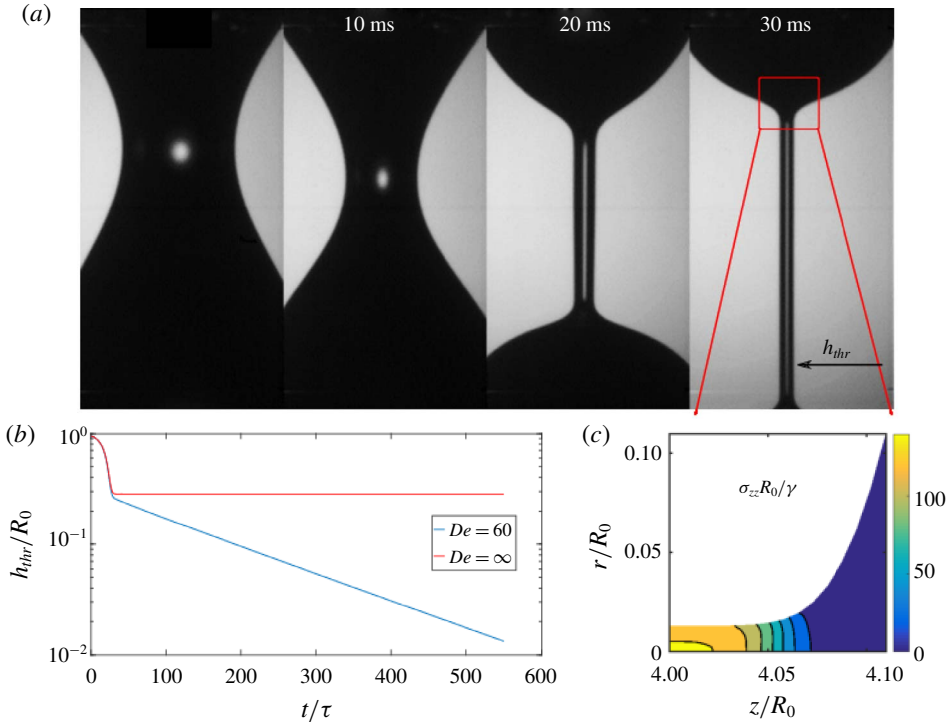 (a)
10 ms
20 ms
30 ms
h_thr
(b)
10^0
10^-1
10^-2
h_thr/R_0
0
100
200
300
400
500
600
t/τ
De = 60
De = ∞
(c)
σ_zz R_0/γ
0.10
0.05
0
r/R_0
4.00
4.05
4.10
z/R_0
100
50
0